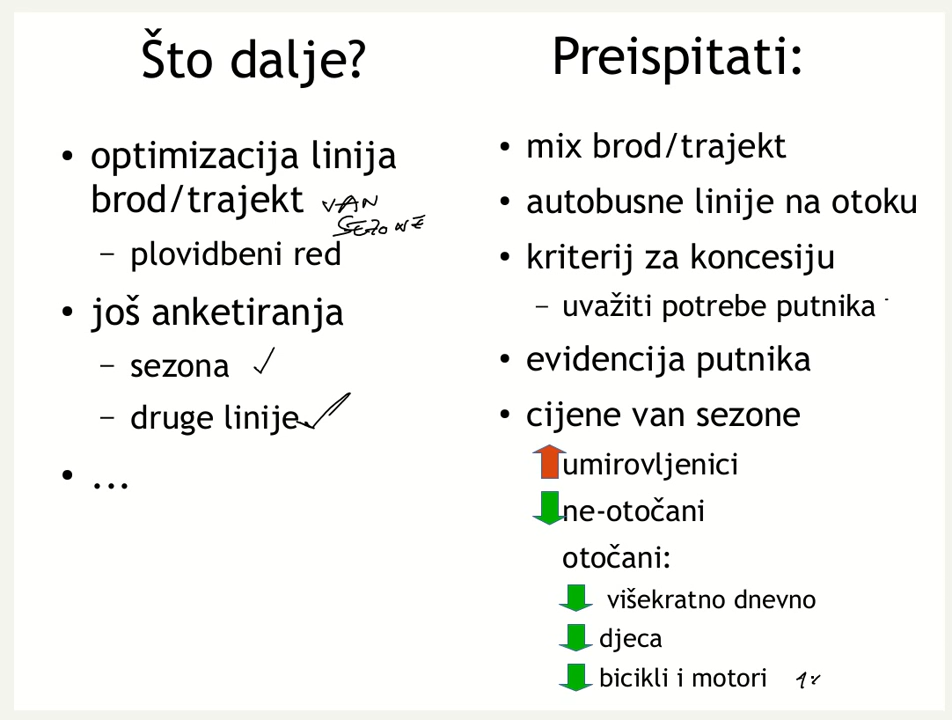 Što dalje?
• optimizacija linija
brod/trajekt VAN
SEZONE
– plovidbeni red
• još anketiranja
– sezona ✓
– druge linije ✓
• ...
Preispitati:
• mix brod/trajekt
• autobusne linije na otoku
• kriterij za koncesiju
– uvažiti potrebe putnika
• evidencija putnika
• cijene van sezone
umirovljenici
ne-otočani
otočani:
višekratno dnevno
djeca
bicikli i motori